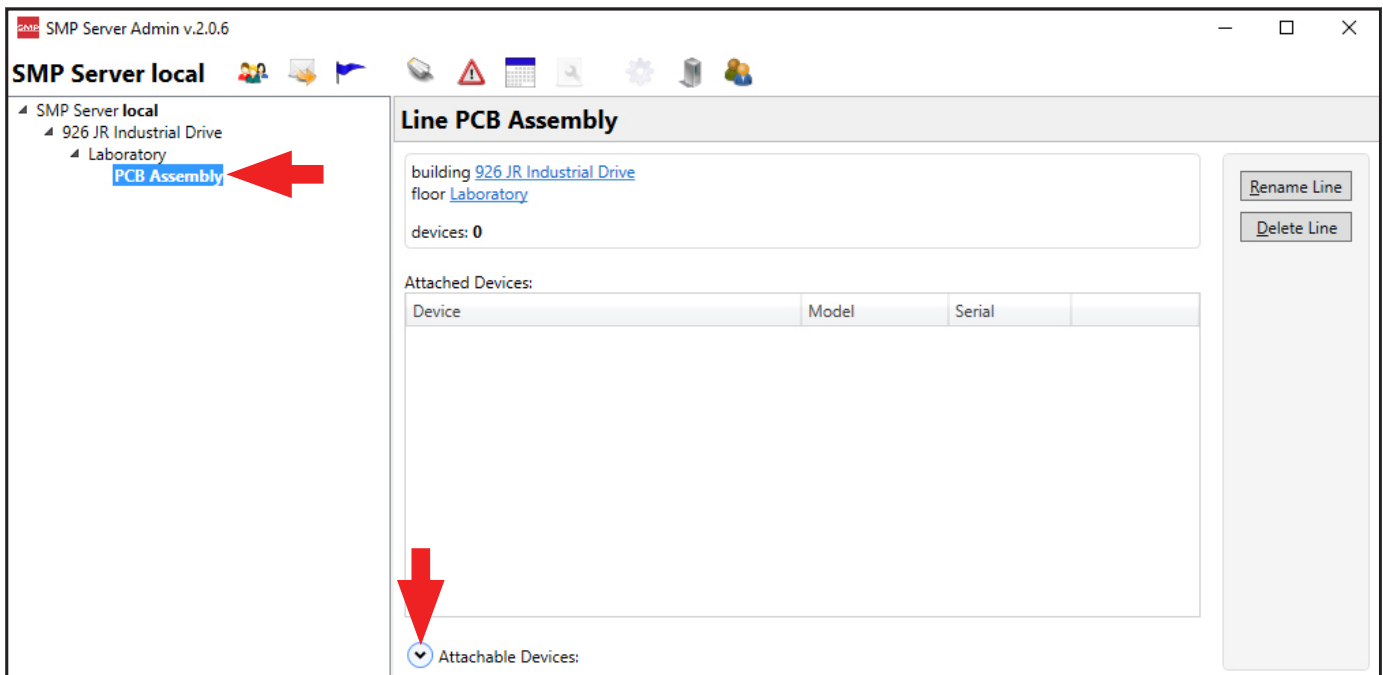 SMP SMP Server Admin v.2.0.6
SMP Server local
SMP Server local
926 JR Industrial Drive
Laboratory
PCB Assembly
Line PCB Assembly
building 926 JR Industrial Drive
floor Laboratory
devices: 0
Rename Line
Delete Line
Attached Devices:
Device Model Serial
Attachable Devices: